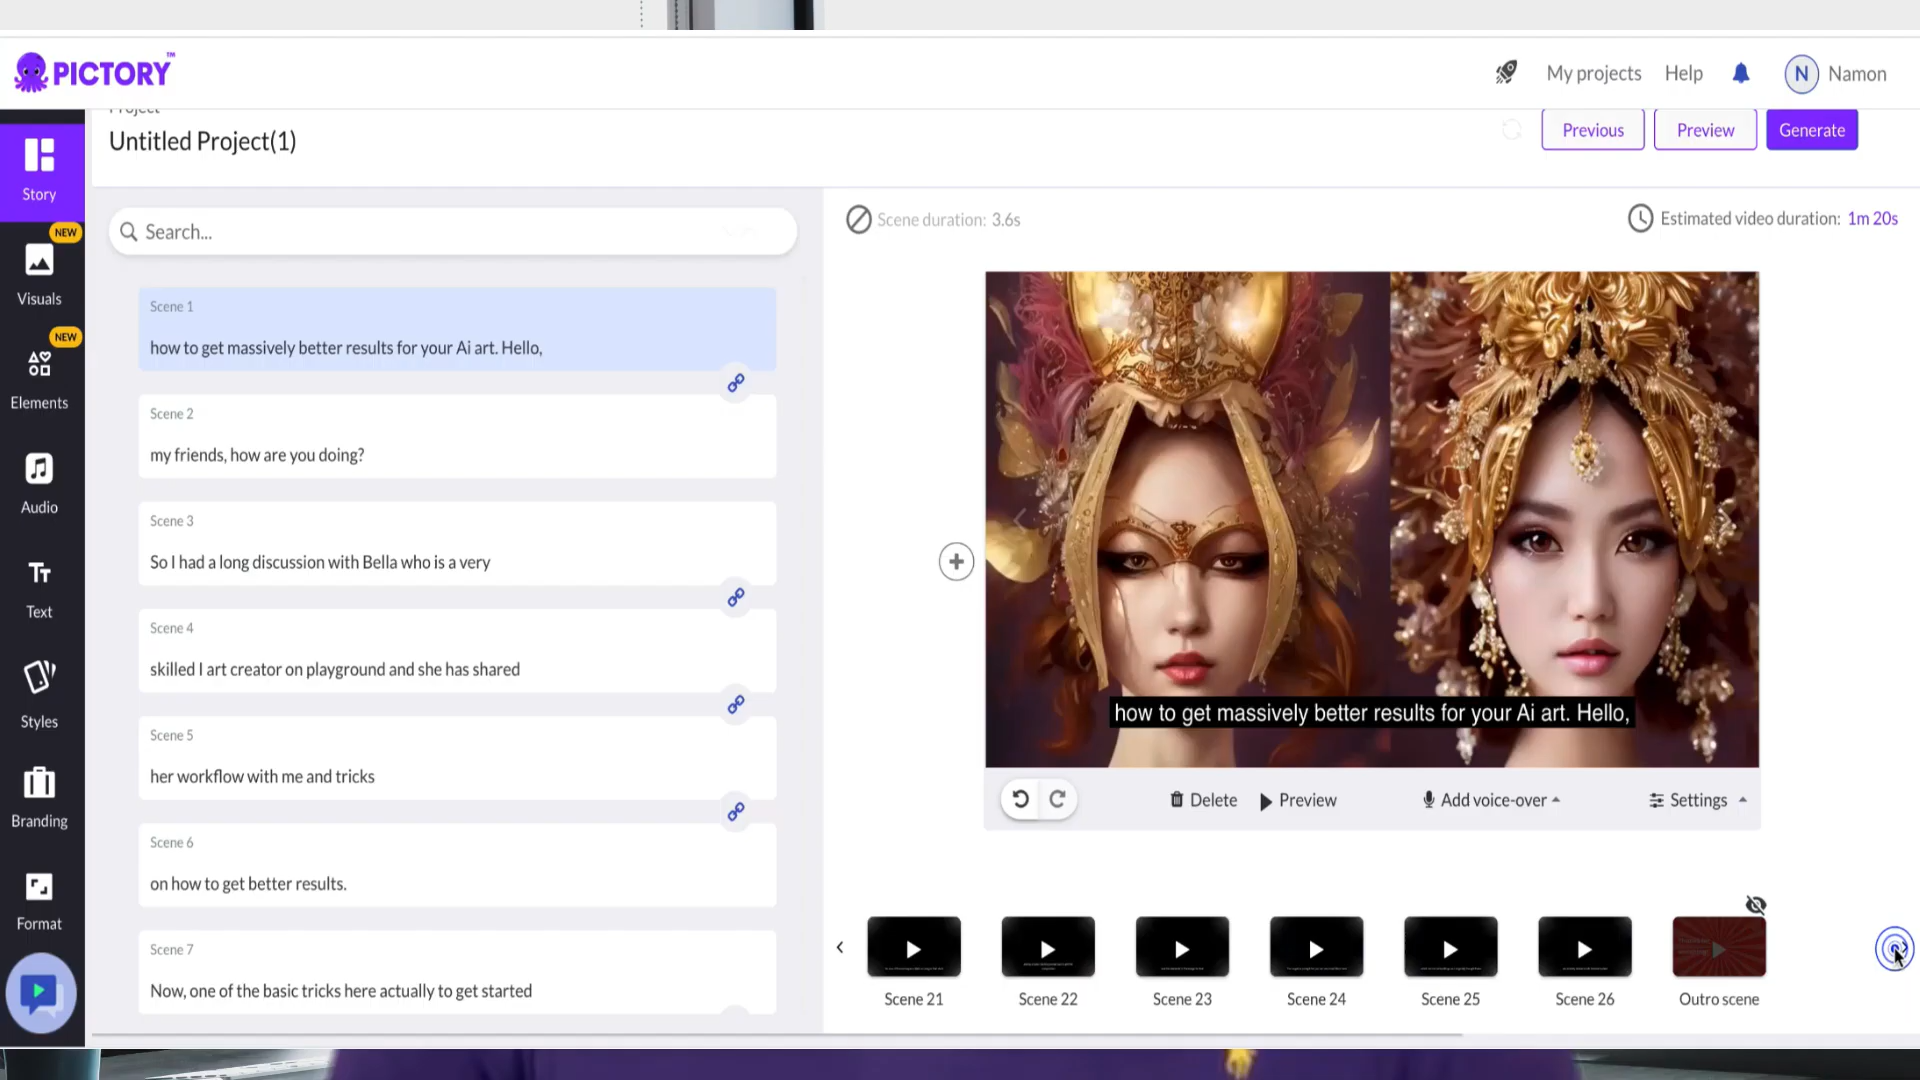 PICTORY™
My projects
Help
N
Namon
Project
Untitled Project(1)
Previous
Preview
Generate
Story
NEW
Visuals
NEW
Elements
Audio
Text
Styles
Branding
Format
Search...
Scene 1
how to get massively better results for your Ai art. Hello,
Scene 2
my friends, how are you doing?
Scene 3
So I had a long discussion with Bella who is a very
Scene 4
skilled I art creator on playground and she has shared
Scene 5
her workflow with me and tricks
Scene 6
on how to get better results.
Scene 7
Now, one of the basic tricks here actually to get started
Scene duration: 3.6s
Estimated video duration: 1m 20s
how to get massively better results for your Ai art. Hello,
Delete
Preview
Add voice-over
Settings
Scene 21
Scene 22
Scene 23
Scene 24
Scene 25
Scene 26
Outro scene